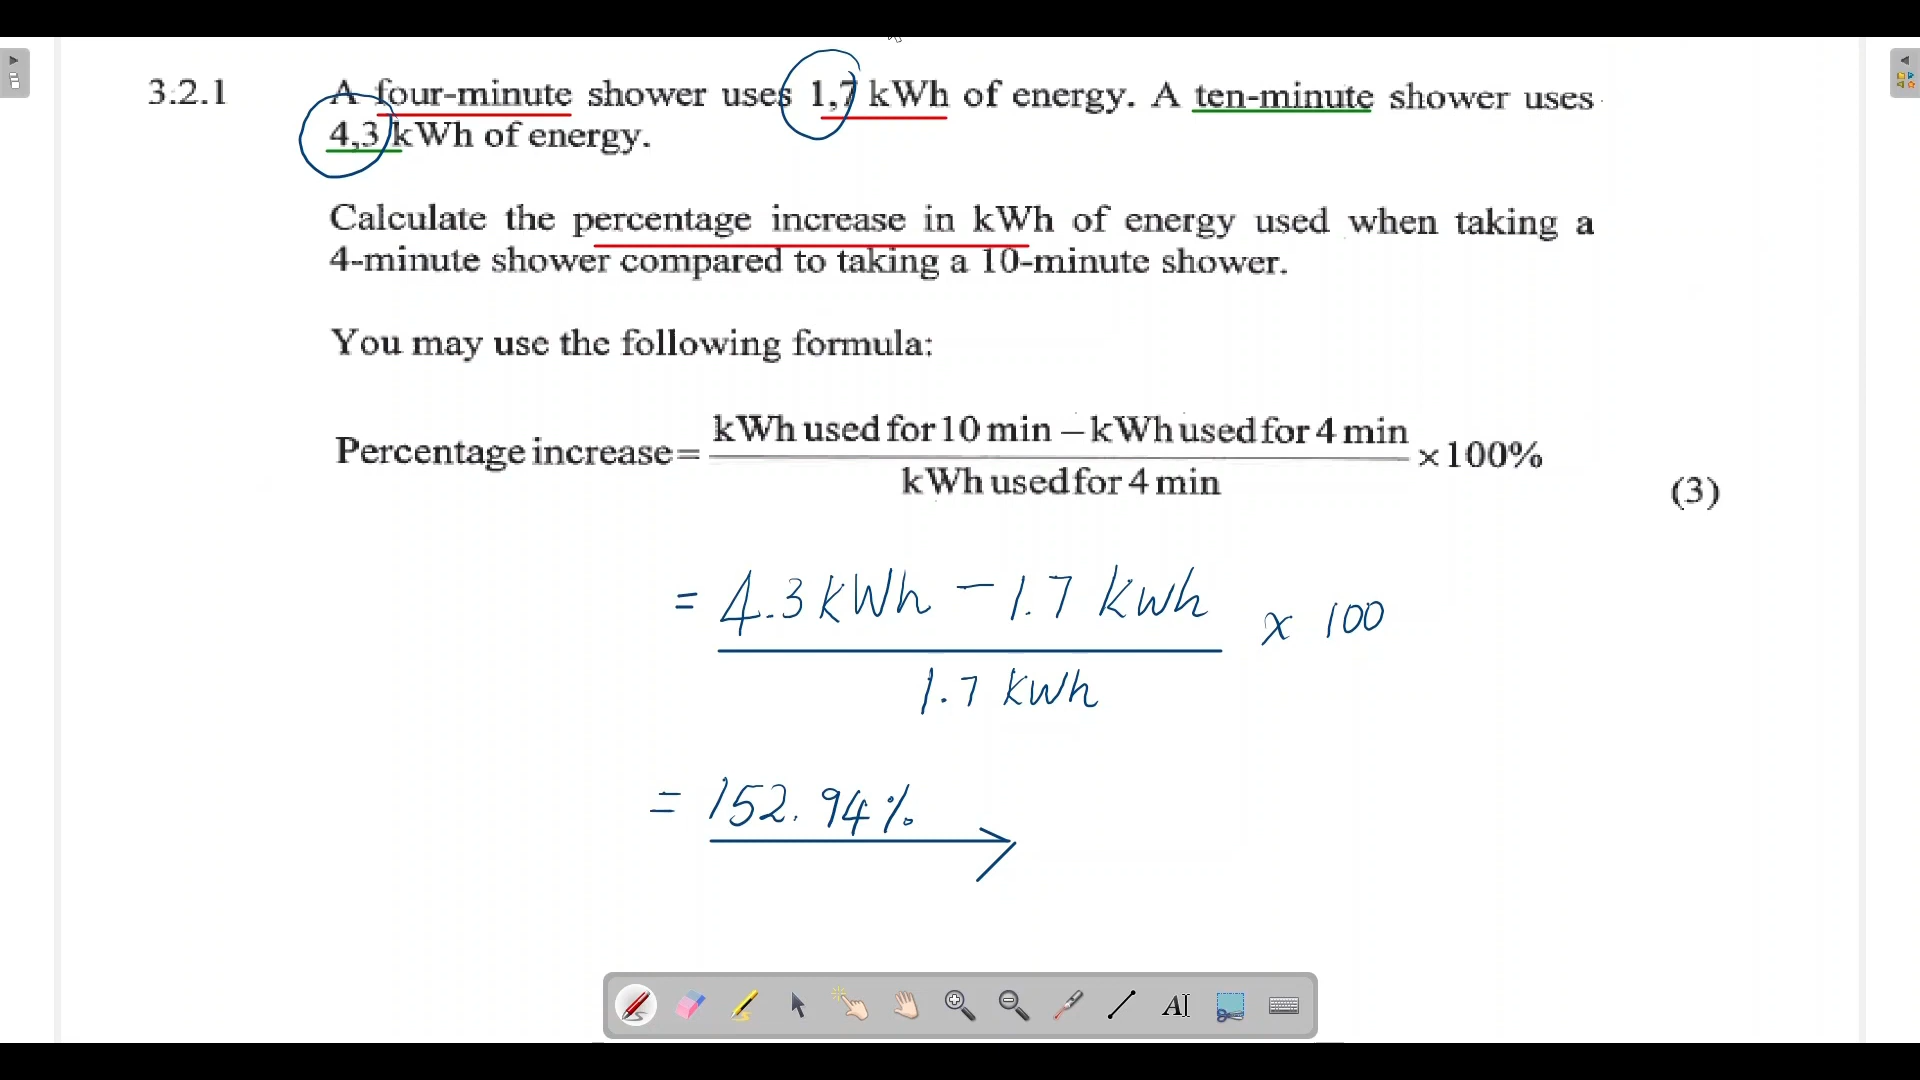 3.2.1 A four-minute shower uses 1,7 kWh of energy. A ten-minute shower uses
4,3 kWh of energy.
Calculate the percentage increase in kWh of energy used when taking a
4-minute shower compared to taking a 10-minute shower.
You may use the following formula:
Percentage increase = (kWh used for 10 min – kWh used for 4 min) / (kWh used for 4 min) × 100%
(3)
= 4.3 kWh – 1.7 kWh x 100
1.7 kWh
= 152.94%
AI